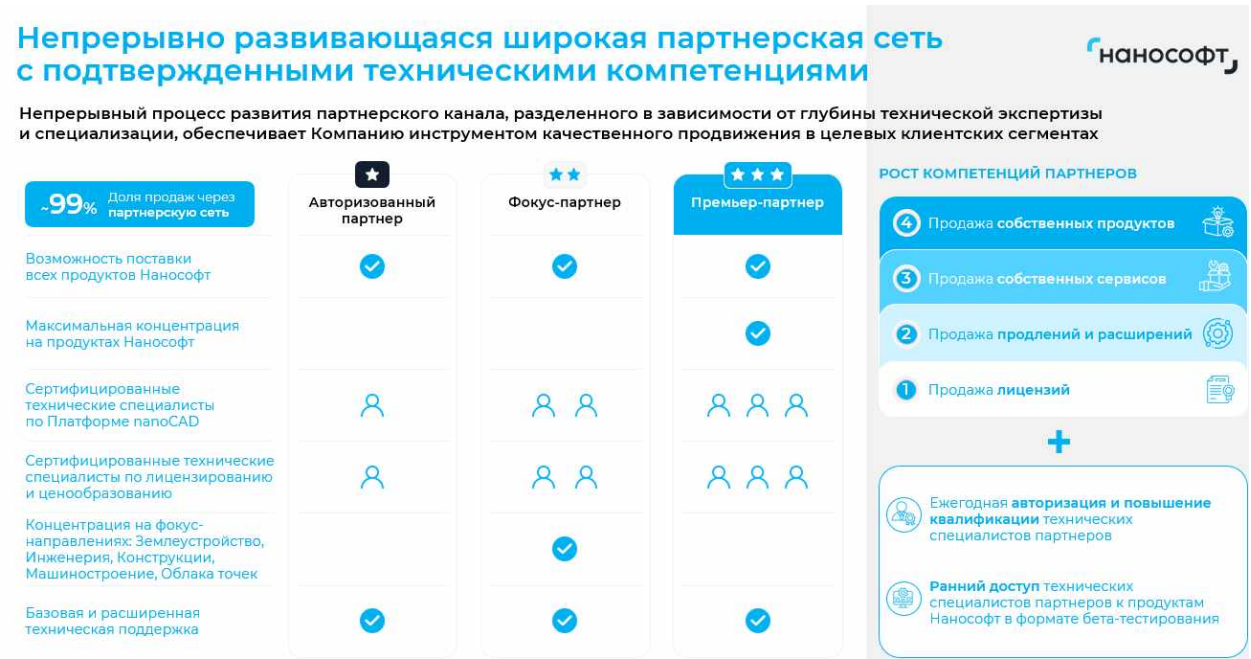 Непрерывно развивающаяся широкая партнерская сеть
с подтвержденными техническими компетенциями
нанософт
Непрерывный процесс развития партнерского канала, разделенного в зависимости от глубины технической экспертизы
и специализации, обеспечивает Компанию инструментом качественного продвижения в целевых клиентских сегментах
~99% Доля продаж через
партнерскую сеть
Авторизованный
партнер
Фокус-партнер
Премьер-партнер
Возможность поставки
всех продуктов Нанософт
Максимальная концентрация
на продуктах Нанософт
Сертифицированные
технические специалисты
по Платформе nanoCAD
Сертифицированные технические
специалисты по лицензированию
и ценообразованию
Концентрация на фокус-
направлениях: Землеустройство,
Инженерия, Конструкции,
Машиностроение, Облака точек
Базовая и расширенная
техническая поддержка
РОСТ КОМПЕТЕНЦИЙ ПАРТНЕРОВ
4 Продажа собственных продуктов
3 Продажа собственных сервисов
2 Продажа продлений и расширений
1 Продажа лицензий
+
Ежегодная авторизация и повышение
квалификации технических
специалистов партнеров
Ранний доступ технических
специалистов партнеров к продуктам
Нанософт в формате бета-тестирования